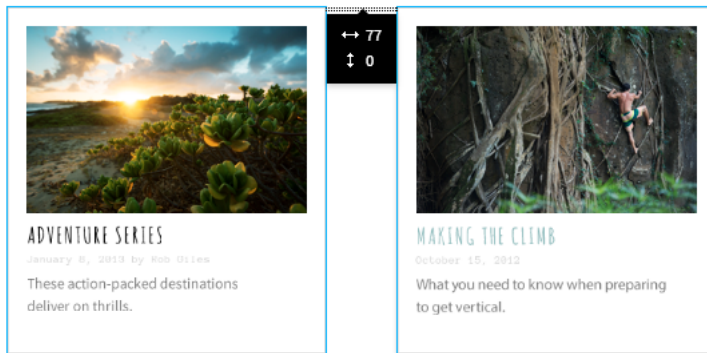 77
0
ADVENTURE SERIES
January 8, 2013 by Rob Gilea
These action-packed destinations
deliver on thrills.
MAKING THE CLIMB
October 15, 2012
What you need to know when preparing
to get vertical.